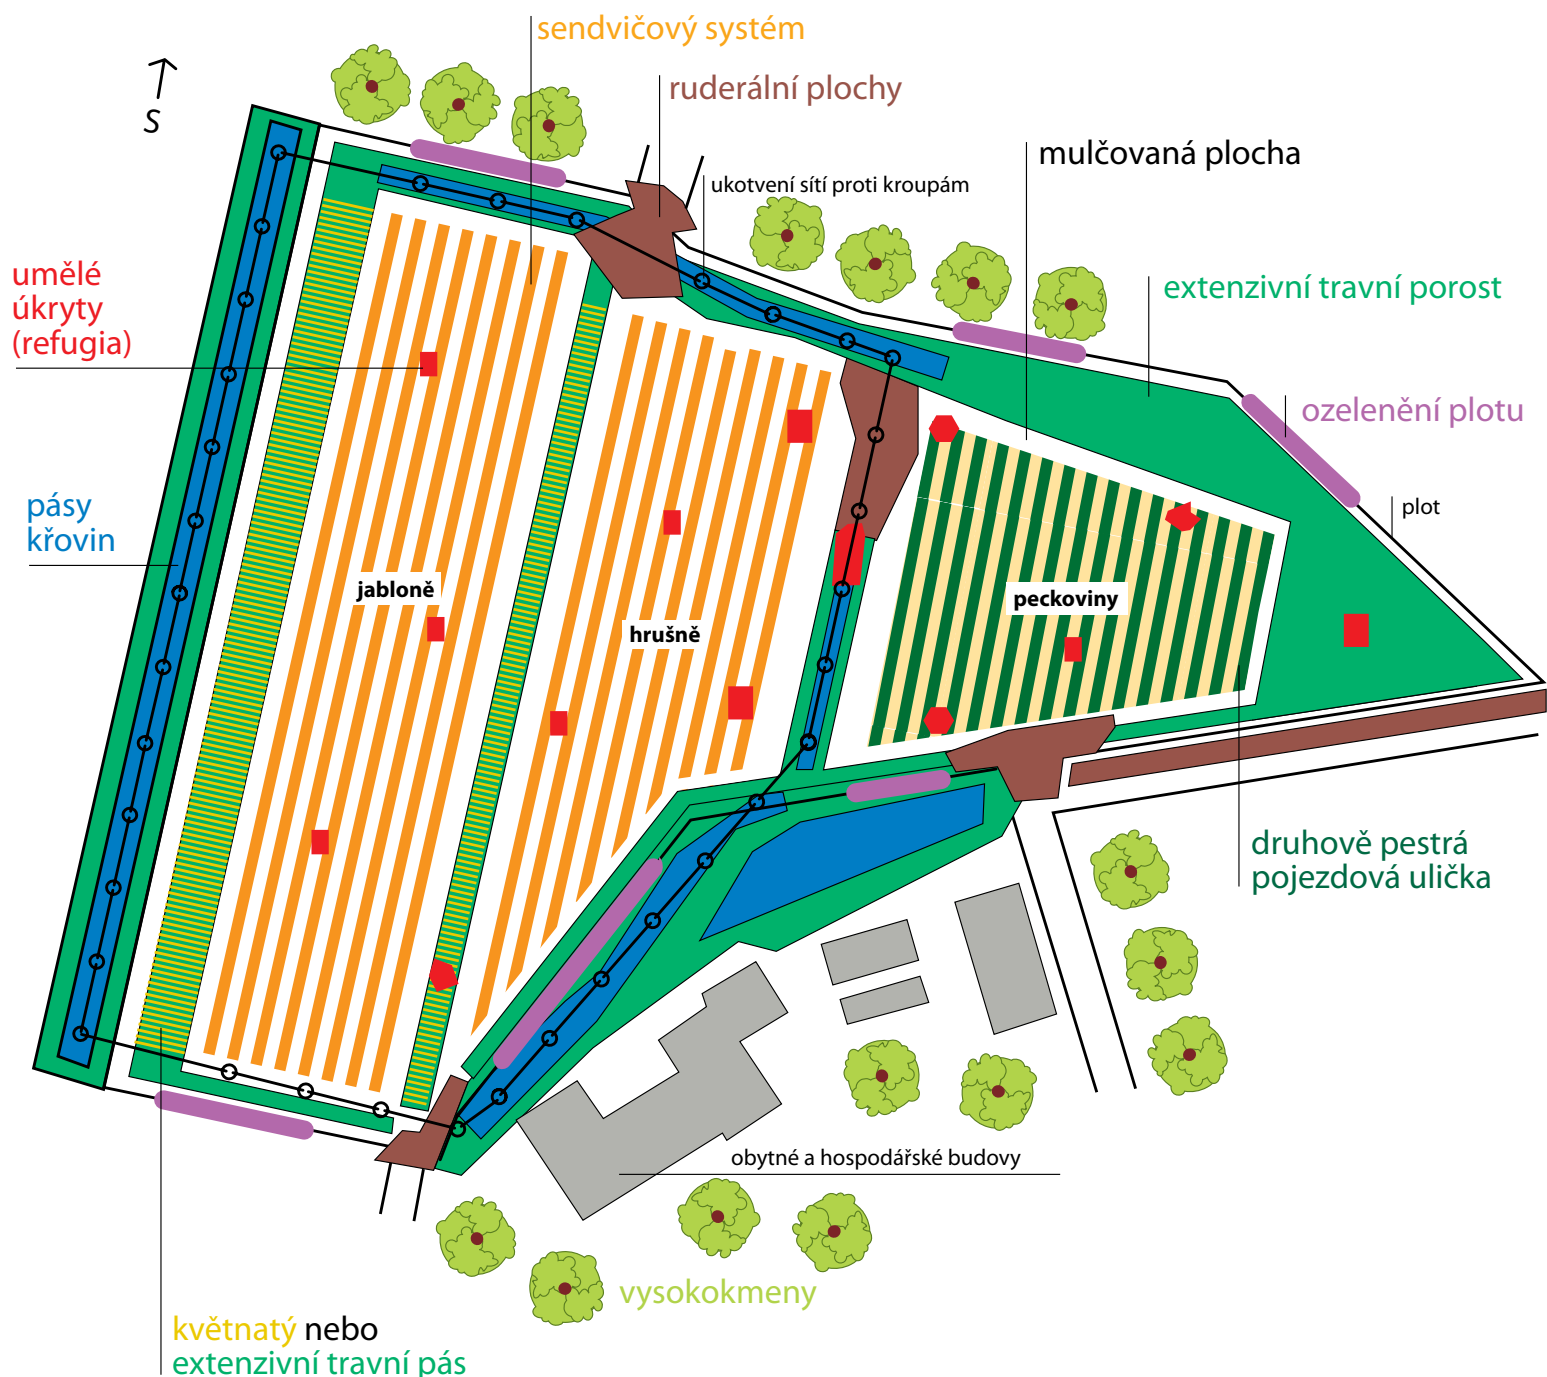 sendvičový systém
ruderální plochy
S
mulčovaná plocha
ukotvení sítí proti kroupám
umělé
úkryty
(refugia)
extenzivní travní porost
ozelenění plotu
pásy
křovin
plot
jabloně
peckoviny
hrušně
druhově pestrá
pojezdová ulička
obytné a hospodářské budovy
vysokokmeny
květnatý nebo
extenzivní travní pás